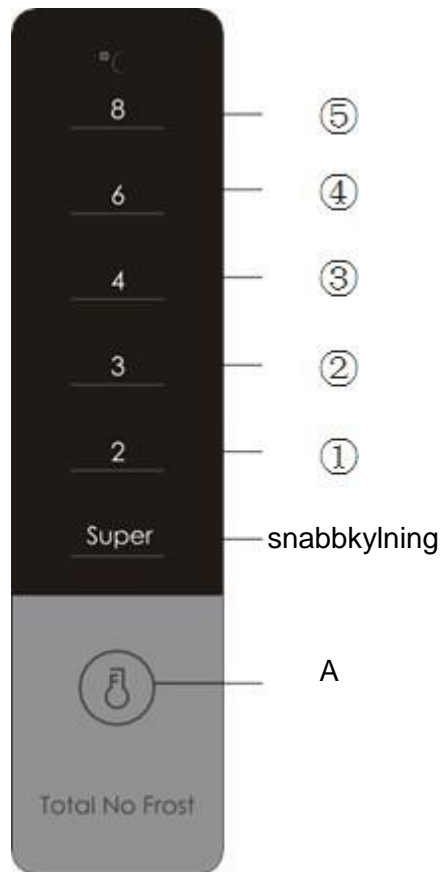 °C
8 ⑤
6 ④
4 ③
3 ②
2 ①
Super snabbkylning
A
Total No Frost